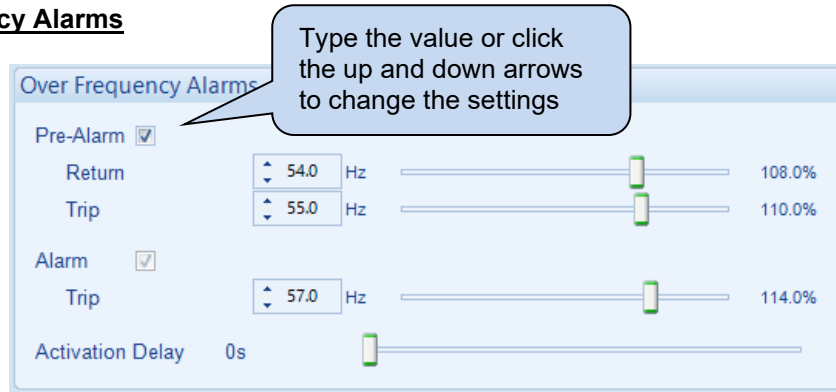 cy Alarms
Type the value or click
the up and down arrows
to change the settings
Over Frequency Alarms
Pre-Alarm
Return 54.0 Hz 108.0%
Trip 55.0 Hz 110.0%
Alarm
Trip 57.0 Hz 114.0%
Activation Delay 0s